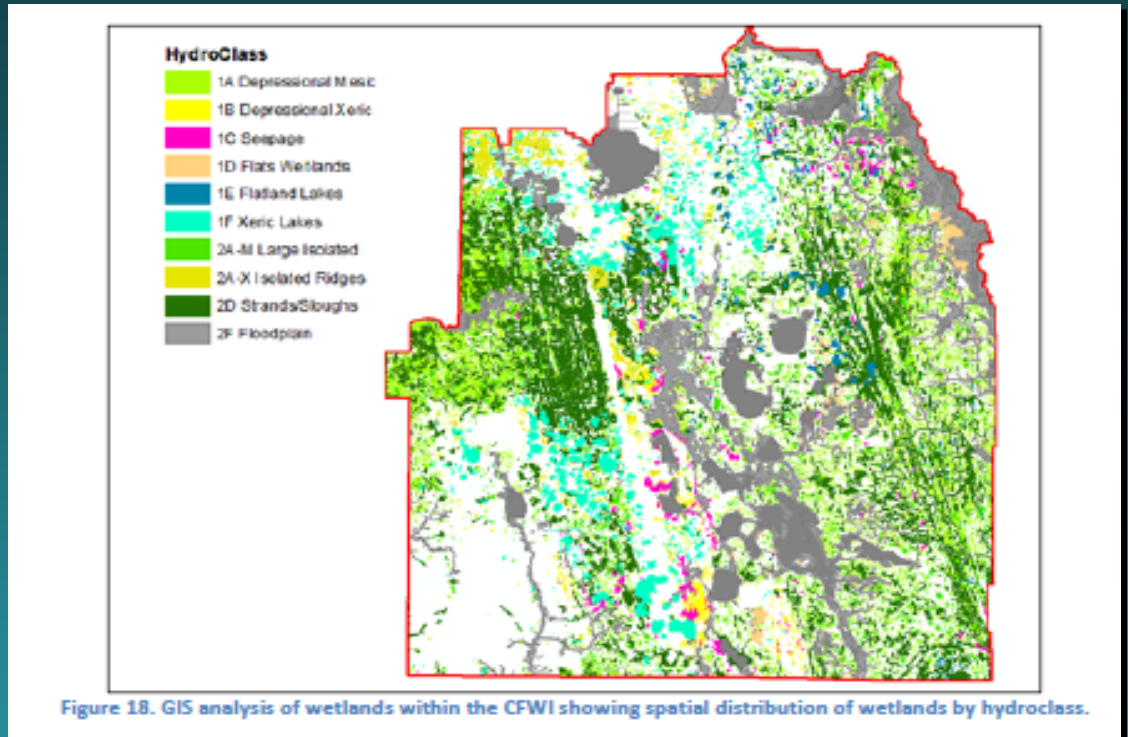 HydroClass
1A Depressional Mesic
1B Depressional Xeric
1C Seepage
1D Flats Wetlands
1E Flatland Lakes
1F Xeric Lakes
2A-M Large Isolated
2A-X Isolated Ridges
2D Strands/Sloughs
2F Floodplain
Figure 18. GIS analysis of wetlands within the CFWI showing spatial distribution of wetlands by hydroclass.